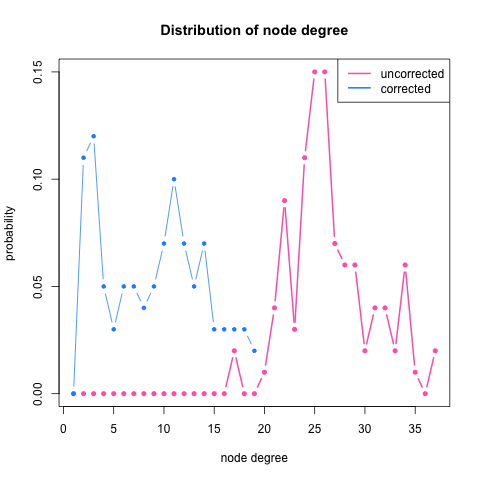 Distribution of node degree
uncorrected
corrected
probability
0.15
0.10
0.05
0.00
0 5 10 15 20 25 30 35
node degree